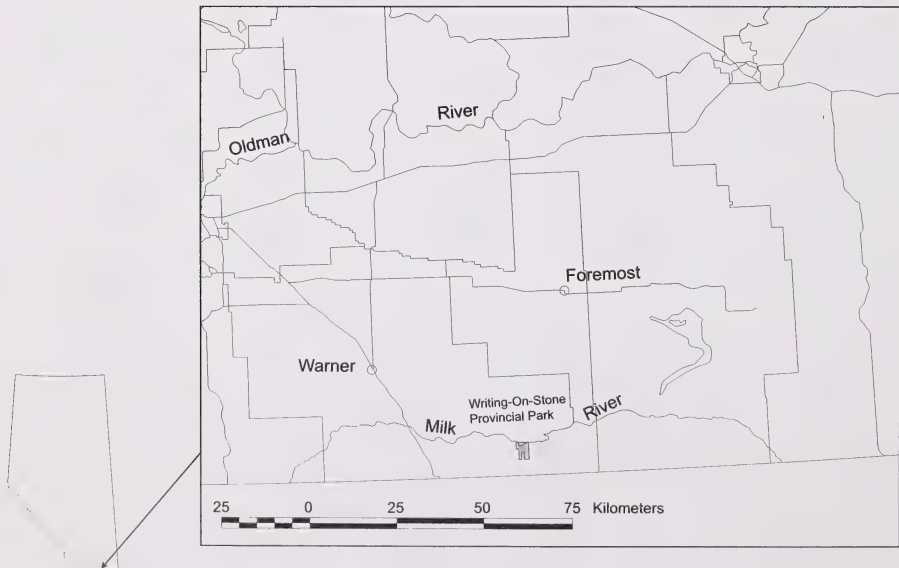 River
Oldman
Foremost
Warner
Writing-On-Stone
Provincial Park
Milk River
25 0 25 50 75 Kilometers